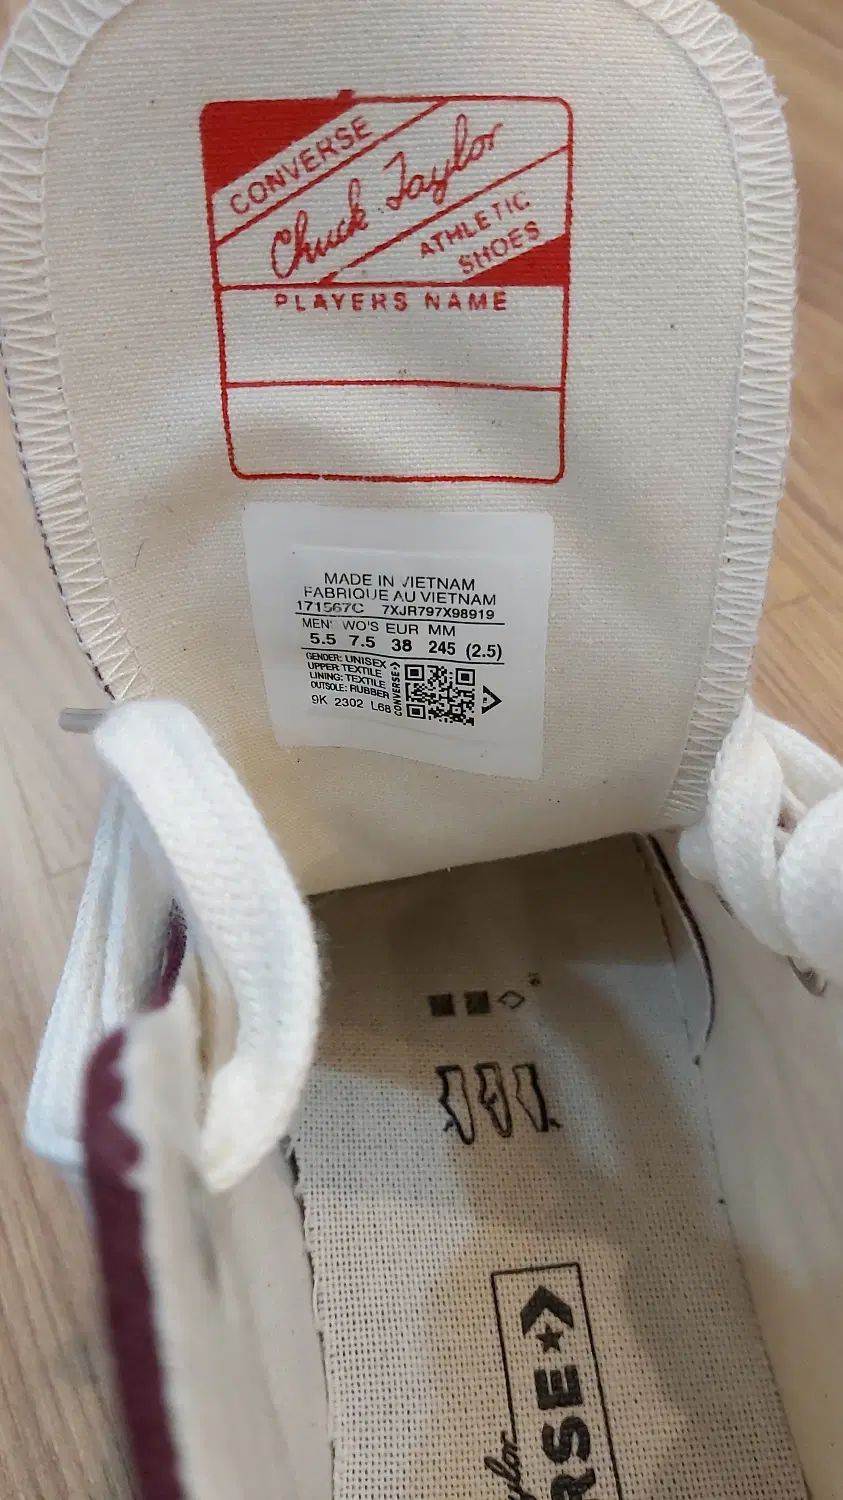 CONVERSE
Chuck Taylor
ATHLETIC
SHOES
PLAYERS NAME
MADE IN VIETNAM
FABRIQUE AU VIETNAM
171567C 7XJR797X98919
MEN' WO'S EUR MM
5.5 7.5 38 245 (2.5)
GENDER: UNISEX
UPPER: TEXTILE
LINING: TEXTILE
OUTSOLE: RUBBER
9K 2302 L68
CONVERSE
ylor
RSE